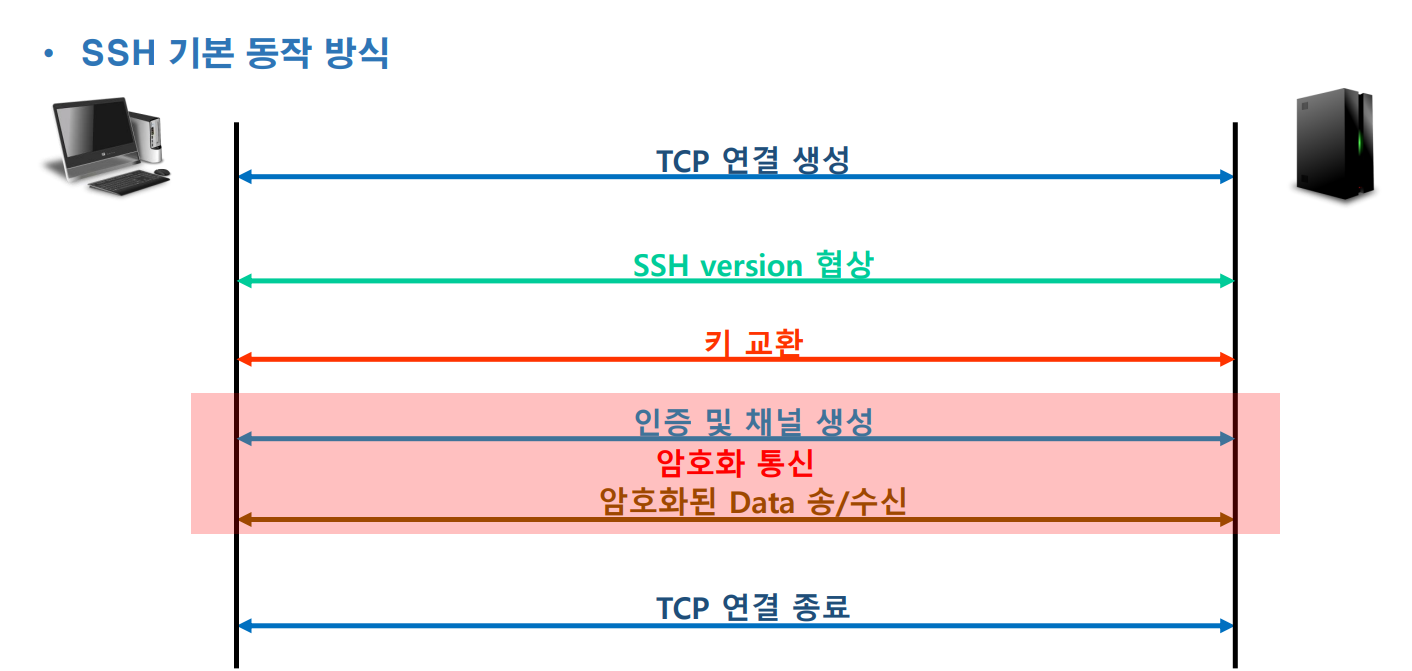 • SSH 기본 동작 방식
TCP 연결 생성
SSH version 협상
키 교환
인증 및 채널 생성
암호화 통신
암호화된 Data 송/수신
TCP 연결 종료